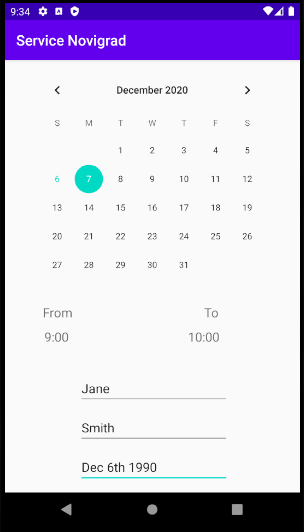 9:34
Service Novigrad
December 2020
S M T W T F S
1 2 3 4 5
6 7 8 9 10 11 12
13 14 15 16 17 18 19
20 21 22 23 24 25 26
27 28 29 30 31
From To
9:00 10:00
Jane
Smith
Dec 6th 1990